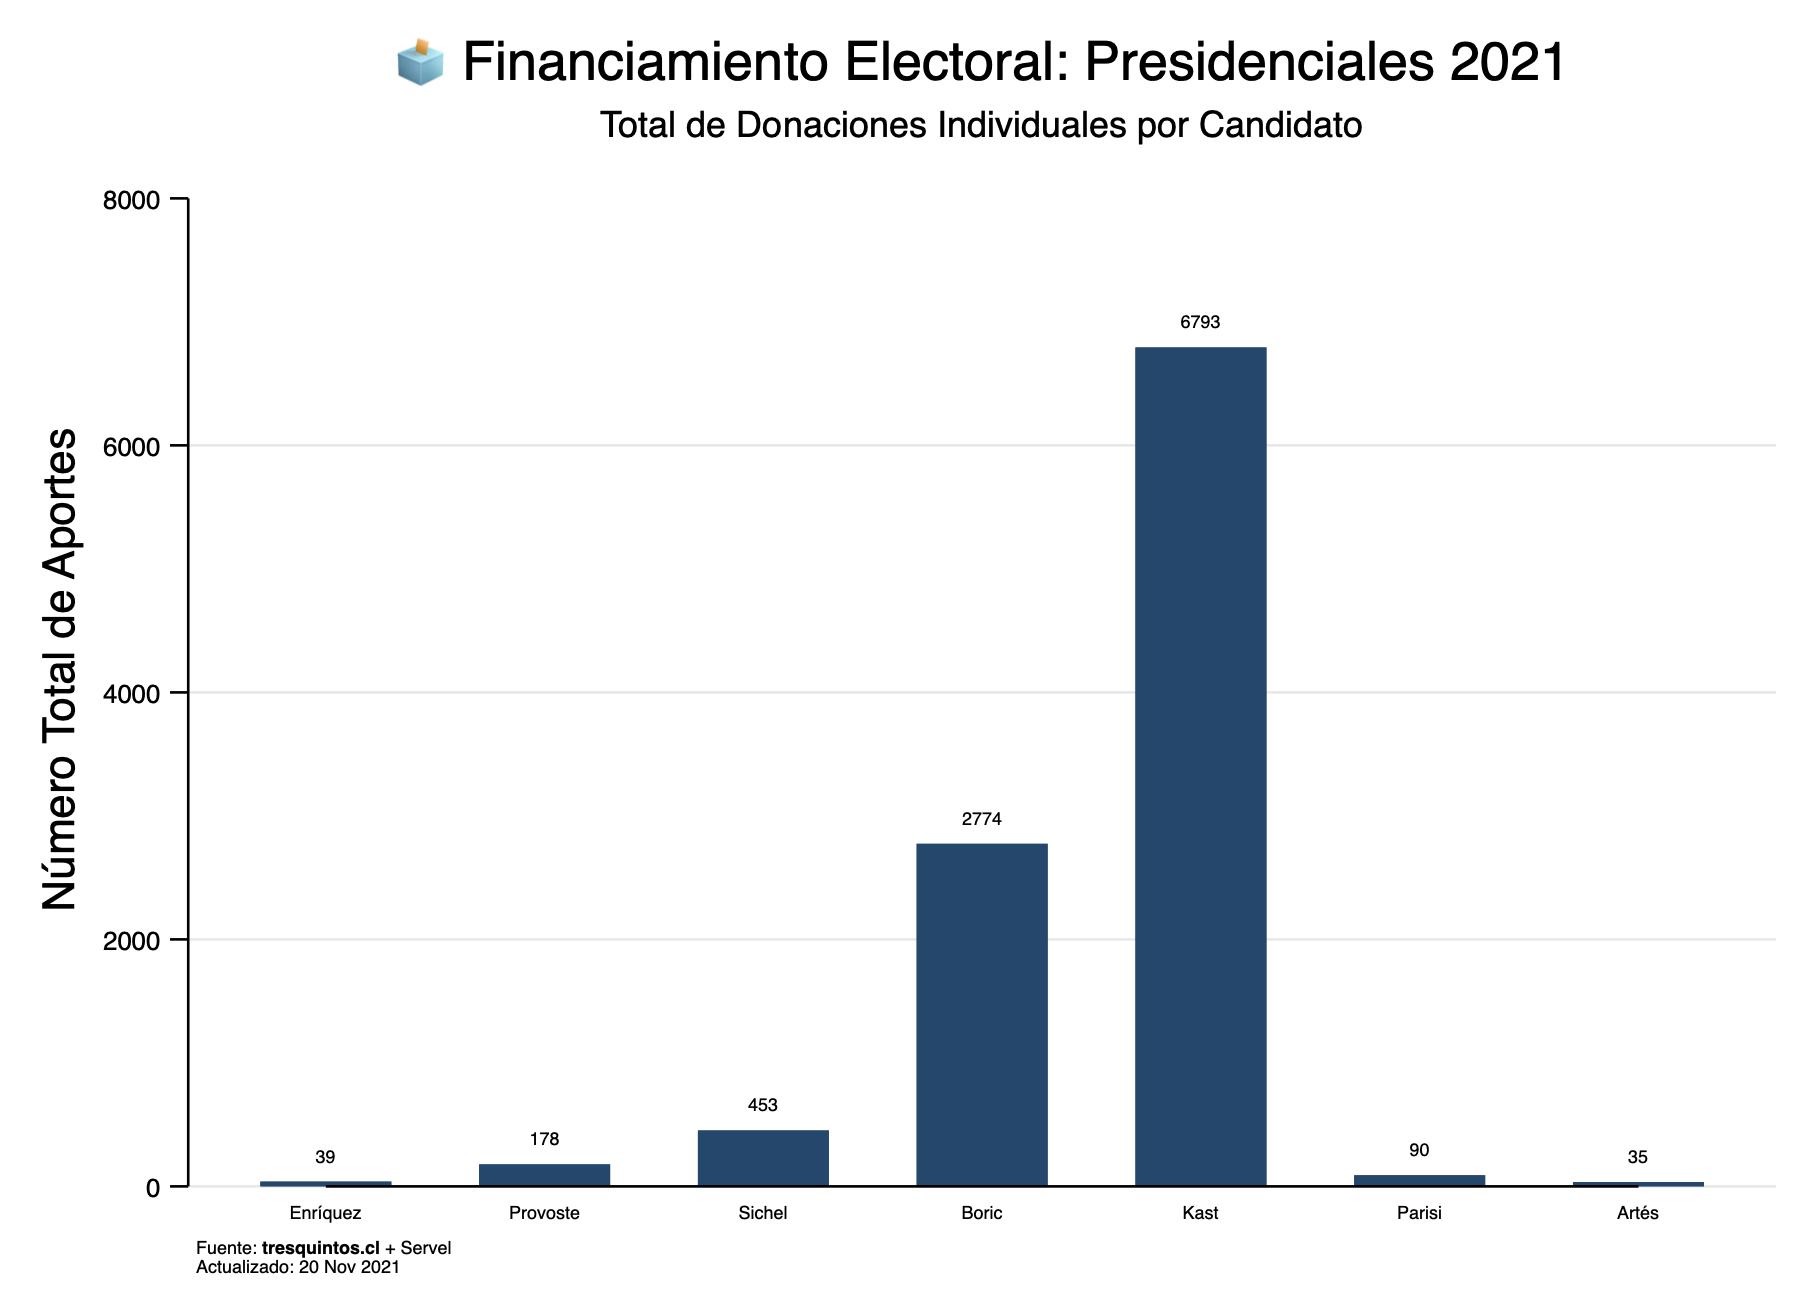 Financiamiento Electoral: Presidenciales 2021
Total de Donaciones Individuales por Candidato
Número Total de Aportes
8000
6000
4000
2000
0
39
178
453
2774
6793
90
35
Enríquez
Provoste
Sichel
Boric
Kast
Parisi
Artés
Fuente: tresquintos.cl + Servel
Actualizado: 20 Nov 2021